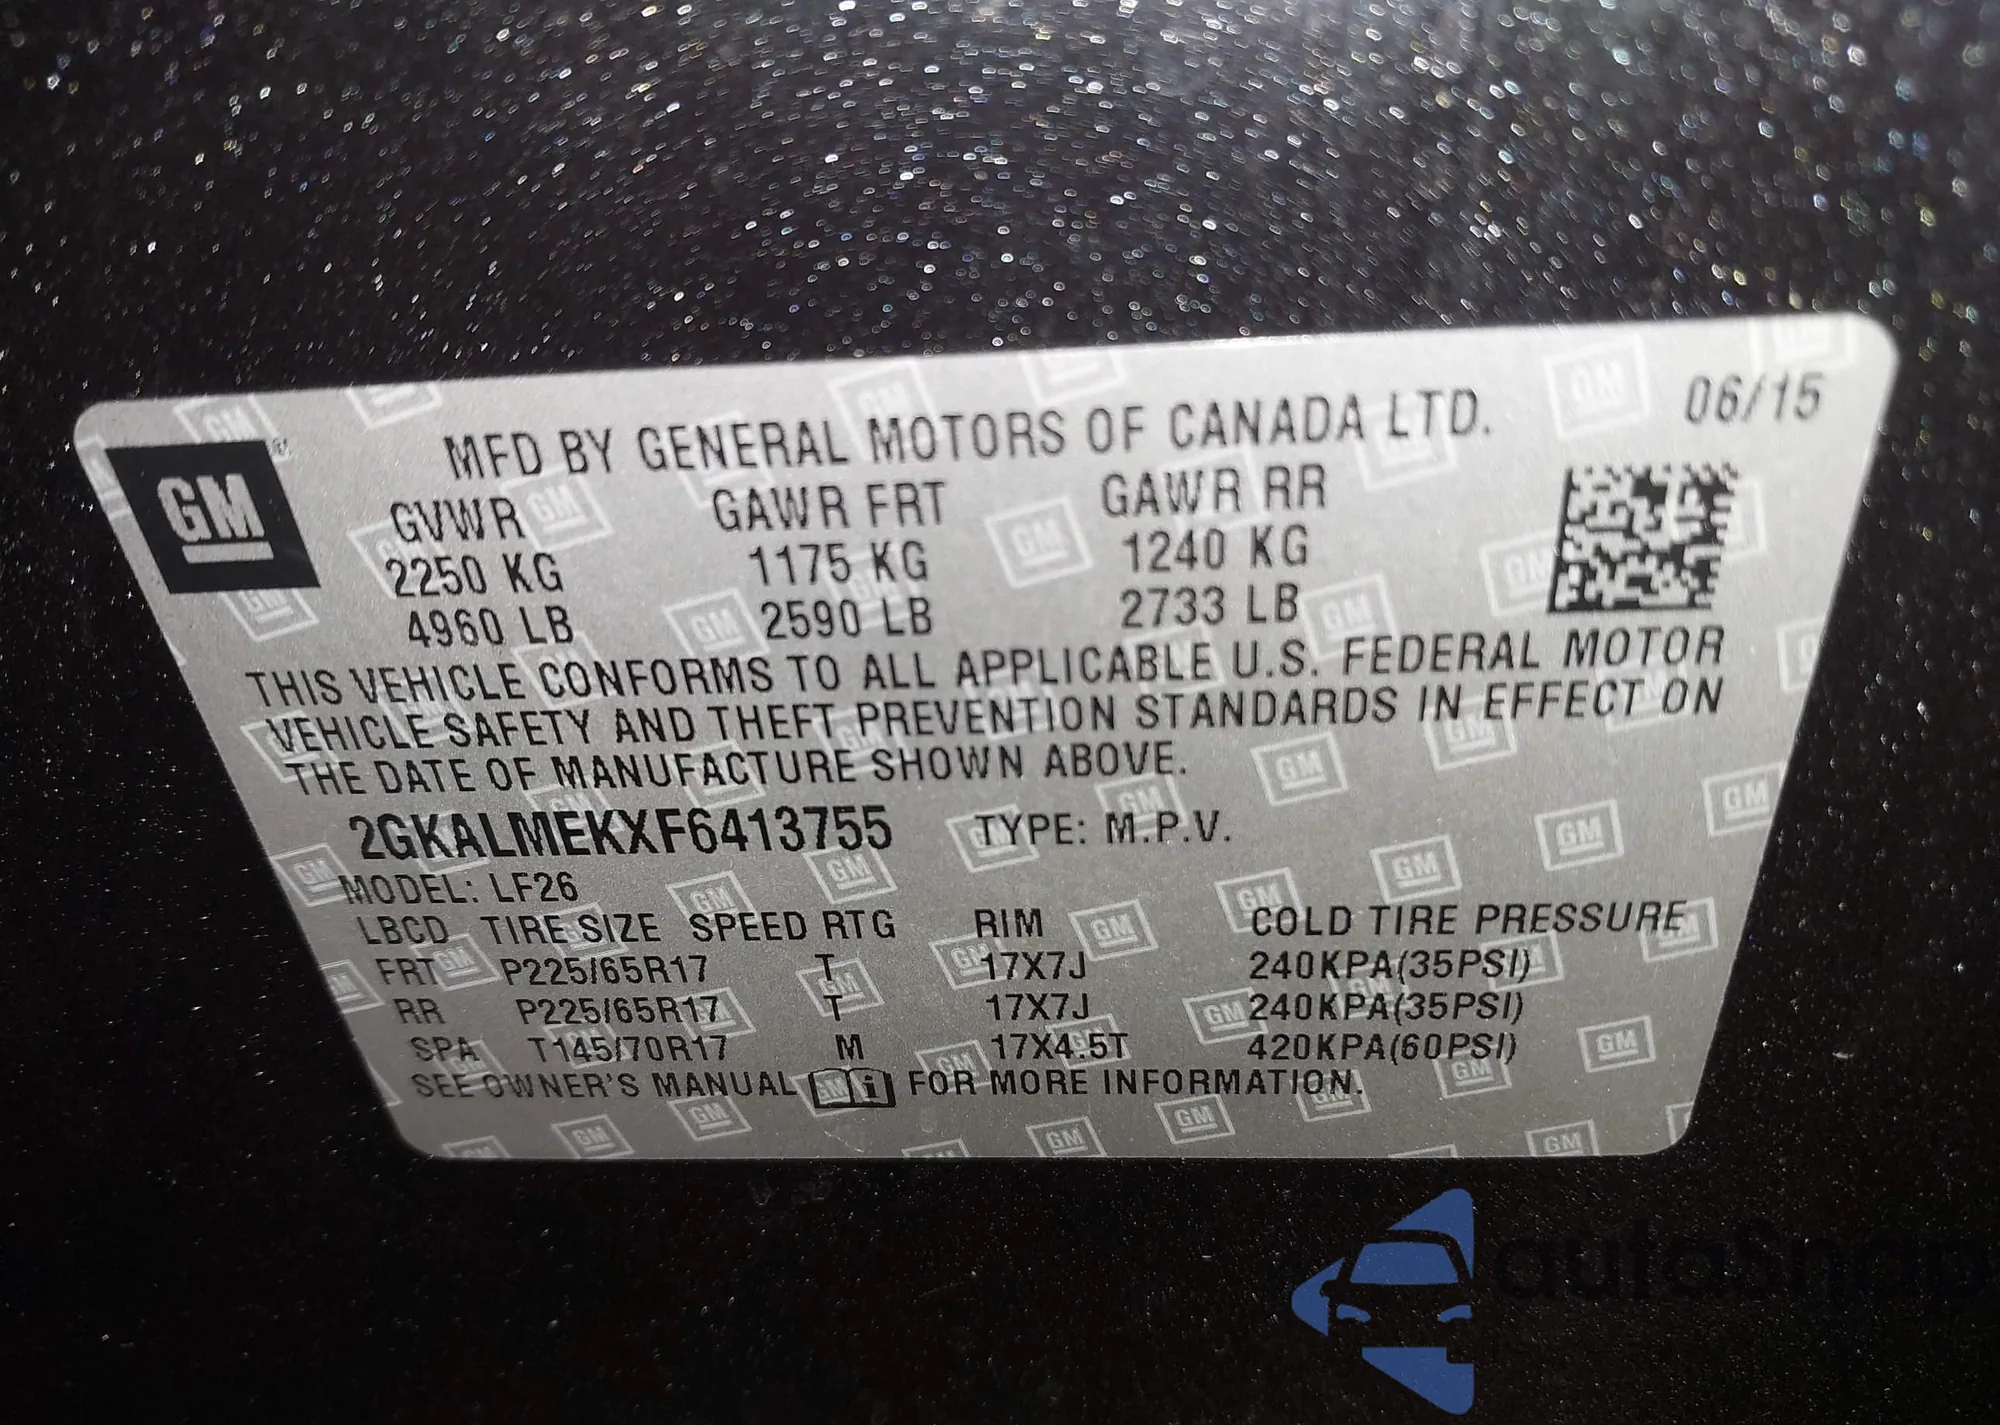 GM
MFD BY GENERAL MOTORS OF CANADA LTD. 06/15
GVWR GAWR FRT GAWR RR
2250 KG 1175 KG 1240 KG
4960 LB 2590 LB 2733 LB
THIS VEHICLE CONFORMS TO ALL APPLICABLE U.S. FEDERAL MOTOR
VEHICLE SAFETY AND THEFT PREVENTION STANDARDS IN EFFECT ON
THE DATE OF MANUFACTURE SHOWN ABOVE.
2GKALMEKXF6413755 TYPE: M.P.V.
MODEL: LF26
LBCD TIRE SIZE SPEED RTG RIM COLD TIRE PRESSURE
FRT P225/65R17 T 17X7J 240KPA(35PSI)
RR P225/65R17 T 17X7J 240KPA(35PSI)
SPA T145/70R17 M 17X4.5T 420KPA(60PSI)
SEE OWNER'S MANUAL FOR MORE INFORMATION.
autoSnap